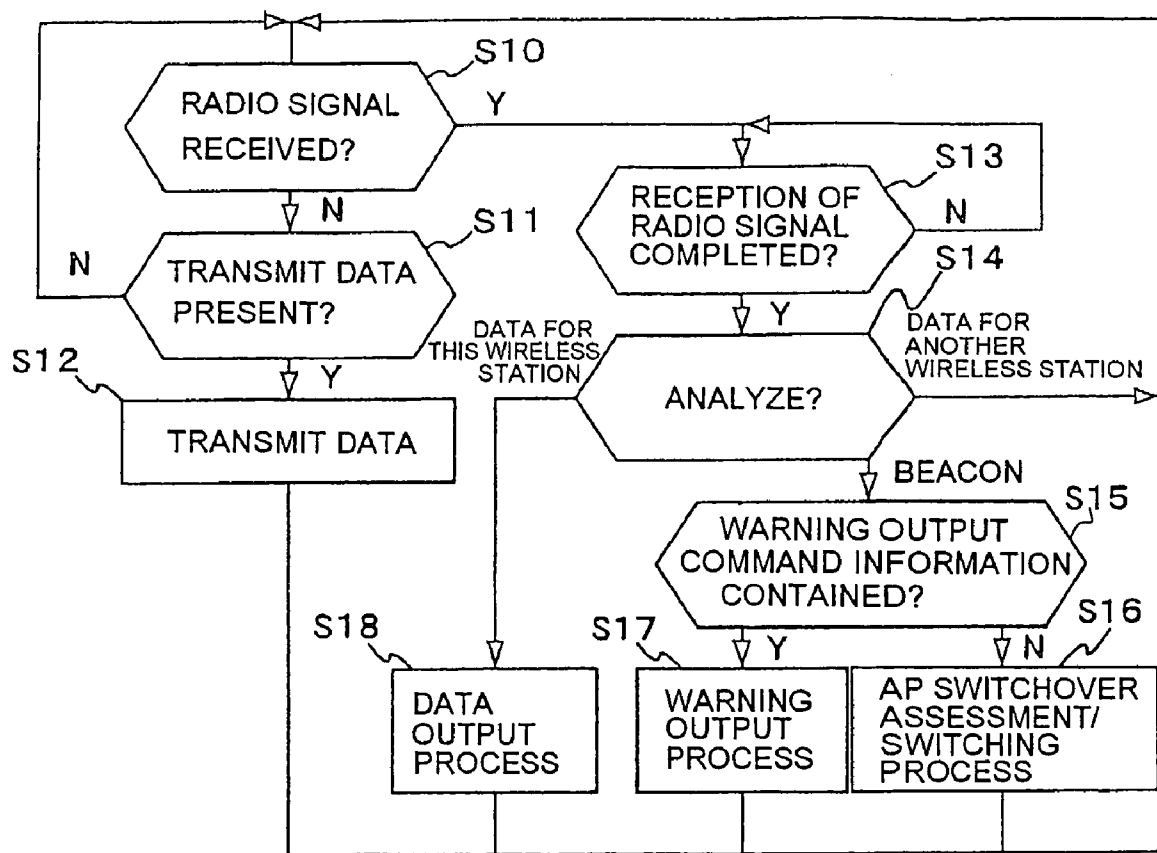 S10
RADIO SIGNAL
RECEIVED?
Y
N
S11
TRANSMIT DATA
PRESENT?
N
Y
S12
TRANSMIT DATA
S13
RECEPTION OF
RADIO SIGNAL
COMPLETED?
N
Y
S14
DATA FOR
THIS WIRELESS
STATION
ANALYZE?
DATA FOR
ANOTHER
WIRELESS STATION
BEACON
S15
WARNING OUTPUT
COMMAND INFORMATION
CONTAINED?
Y
N
S18
DATA
OUTPUT
PROCESS
S17
WARNING
OUTPUT
PROCESS
S16
AP SWITCHOVER
ASSESSMENT/
SWITCHING
PROCESS